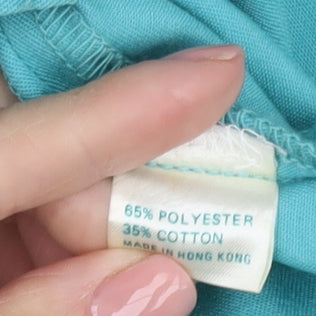 65% POLYESTER
35% COTTON
MADE IN HONG KONG